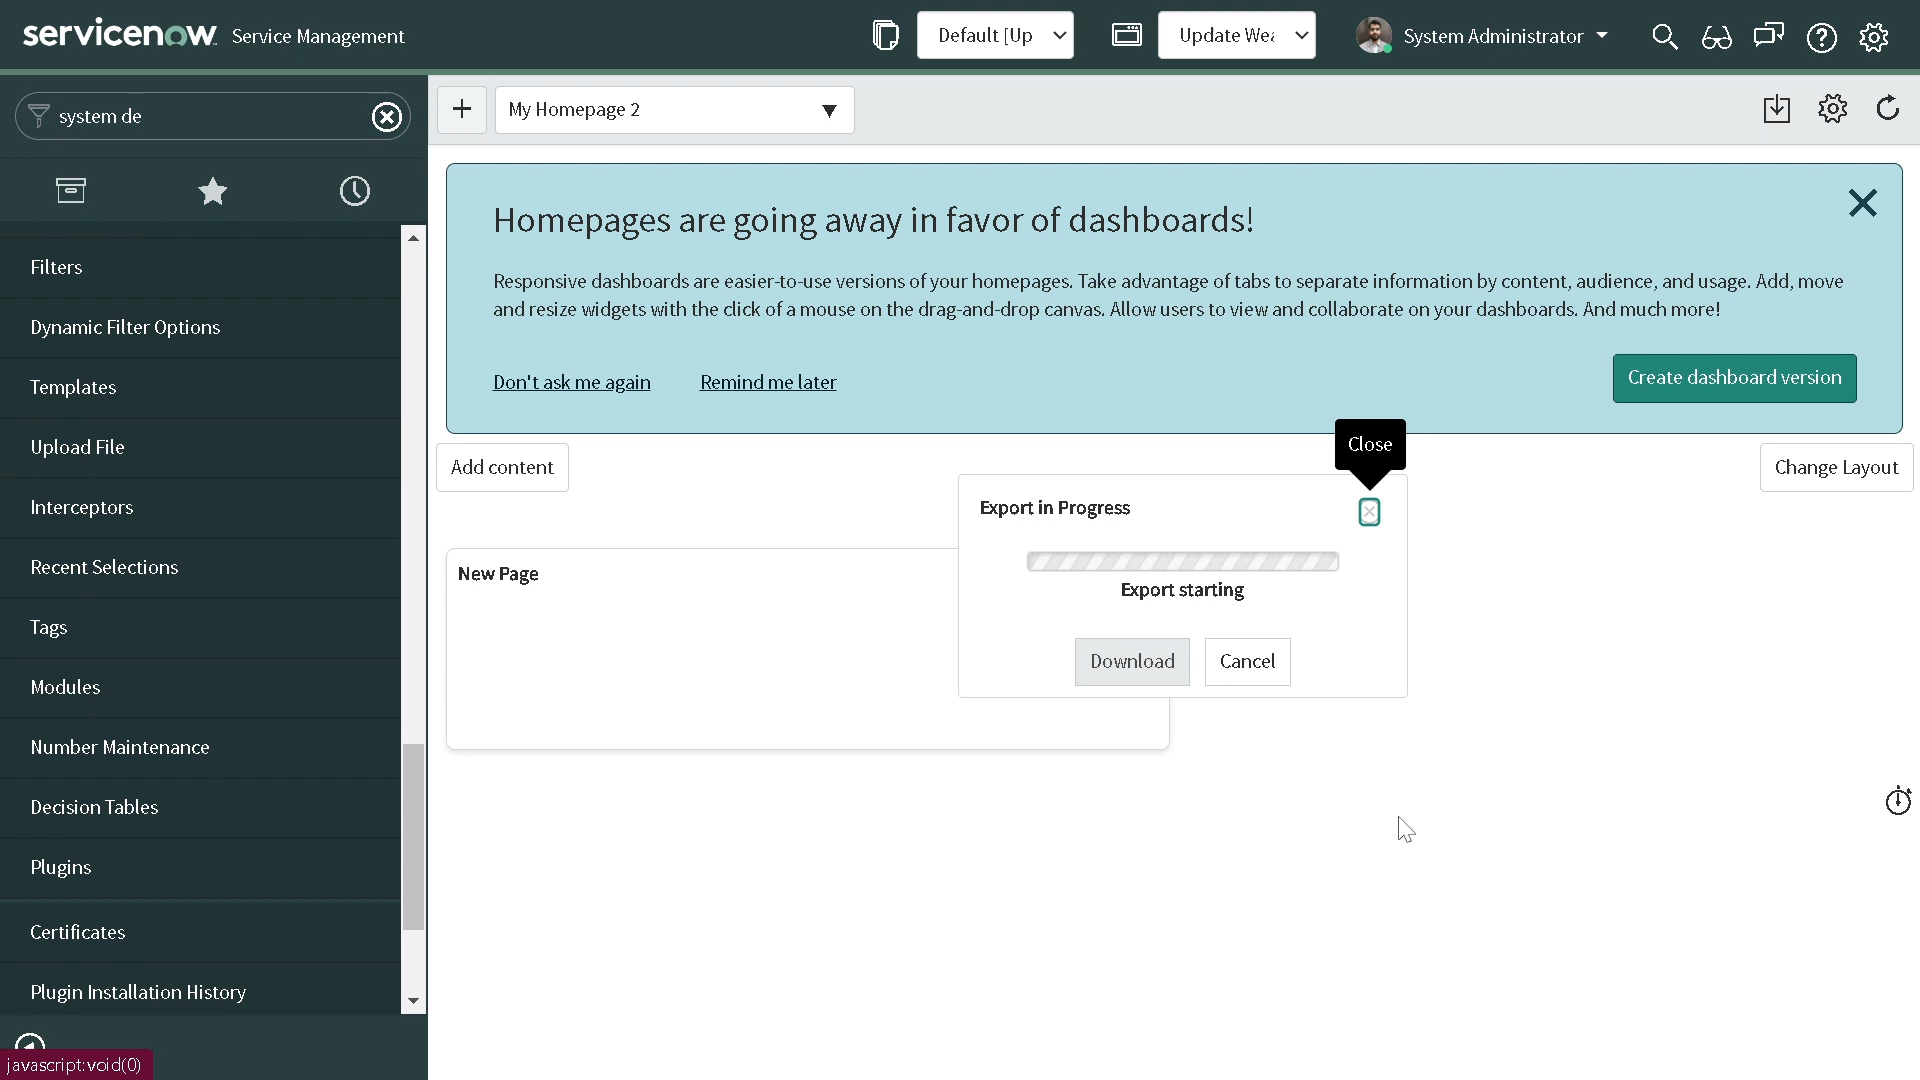 servicenow Service Management
Default [Up
Update Wea
System Administrator
system de
My Homepage 2
Filters
Dynamic Filter Options
Templates
Upload File
Interceptors
Recent Selections
Tags
Modules
Number Maintenance
Decision Tables
Plugins
Certificates
Plugin Installation History
javascript:void(0)
Homepages are going away in favor of dashboards!
Responsive dashboards are easier-to-use versions of your homepages. Take advantage of tabs to separate information by content, audience, and usage. Add, move
and resize widgets with the click of a mouse on the drag-and-drop canvas. Allow users to view and collaborate on your dashboards. And much more!
Don't ask me again
Remind me later
Create dashboard version
Close
Add content
Change Layout
Export in Progress
Export starting
Download
Cancel
New Page